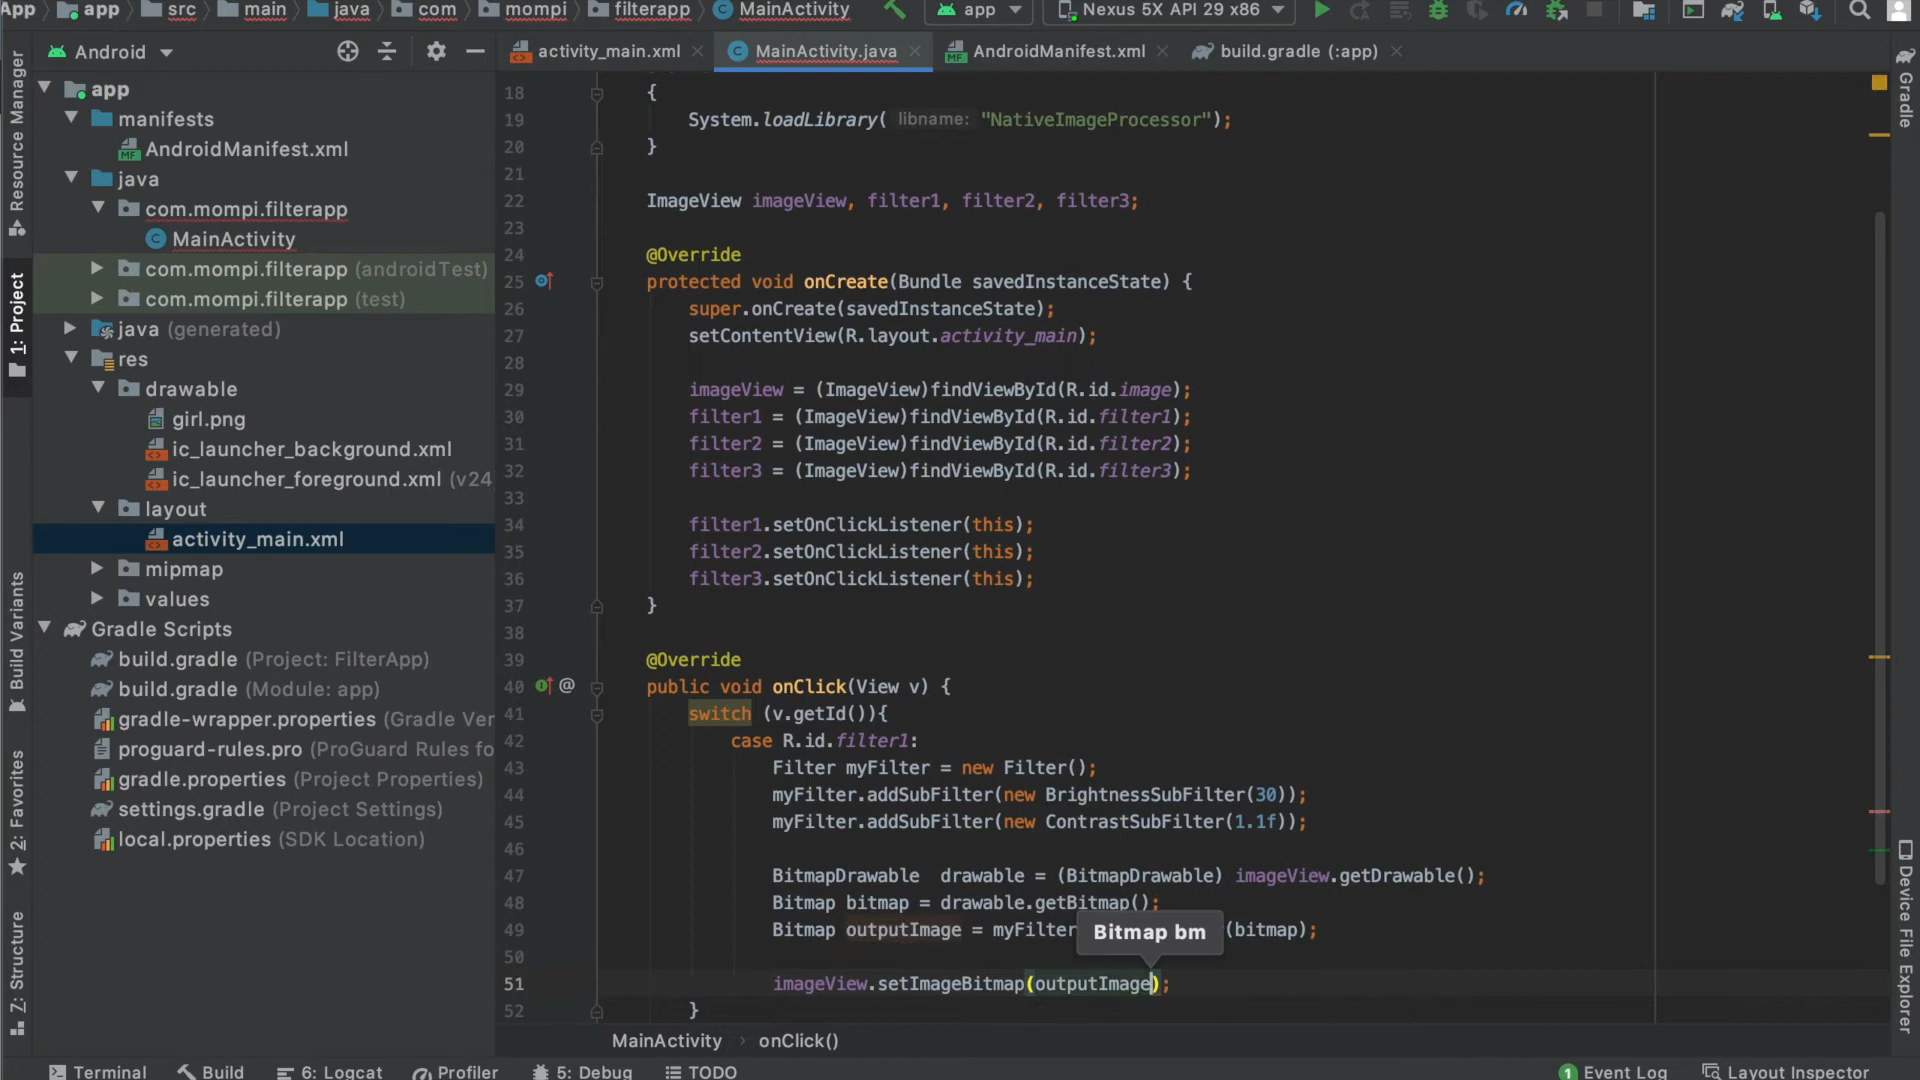 App app src main java com mompi filterapp MainActivity app Nexus 5X API 29 x86
Android
activity_main.xml MainActivity.java AndroidManifest.xml build.gradle (:app)
Resource Manager
1: Project
Build Variants
2: Favorites
7: Structure
app
manifests
AndroidManifest.xml
java
com.mompi.filterapp
MainActivity
com.mompi.filterapp (androidTest)
com.mompi.filterapp (test)
java (generated)
res
drawable
girl.png
ic_launcher_background.xml
ic_launcher_foreground.xml (v24
layout
activity_main.xml
mipmap
values
Gradle Scripts
build.gradle (Project: FilterApp)
build.gradle (Module: app)
gradle-wrapper.properties (Gradle Ver
proguard-rules.pro (ProGuard Rules fo
gradle.properties (Project Properties)
settings.gradle (Project Settings)
local.properties (SDK Location)
18 {
19 System.loadLibrary( libname: "NativeImageProcessor");
20 }
21
22 ImageView imageView, filter1, filter2, filter3;
23
24 @Override
25 protected void onCreate(Bundle savedInstanceState) {
26 super.onCreate(savedInstanceState);
27 setContentView(R.layout.activity_main);
28
29 imageView = (ImageView)findViewById(R.id.image);
30 filter1 = (ImageView)findViewById(R.id.filter1);
31 filter2 = (ImageView)findViewById(R.id.filter2);
32 filter3 = (ImageView)findViewById(R.id.filter3);
33
34 filter1.setOnClickListener(this);
35 filter2.setOnClickListener(this);
36 filter3.setOnClickListener(this);
37 }
38
39 @Override
40 @ public void onClick(View v) {
41 switch (v.getId()){
42 case R.id.filter1:
43 Filter myFilter = new Filter();
44 myFilter.addSubFilter(new BrightnessSubFilter(30));
45 myFilter.addSubFilter(new ContrastSubFilter(1.1f));
46
47 BitmapDrawable drawable = (BitmapDrawable) imageView.getDrawable();
48 Bitmap bitmap = drawable.getBitmap();
49 Bitmap outputImage = myFilter (bitmap);
Bitmap bm
50
51 imageView.setImageBitmap(outputImage);
52 }
MainActivity › onClick()
Gradle
Device File Explorer
Terminal Build 6: Logcat Profiler 5: Debug TODO 1 Event Log Layout Inspector